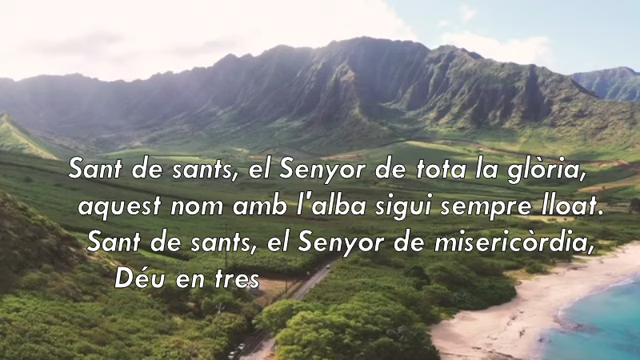 Sant de sants, el Senyor de tota la glòria,
aquest nom amb l'alba sigui sempre lloat.
Sant de sants, el Senyor de misericòrdia,
Déu en tres